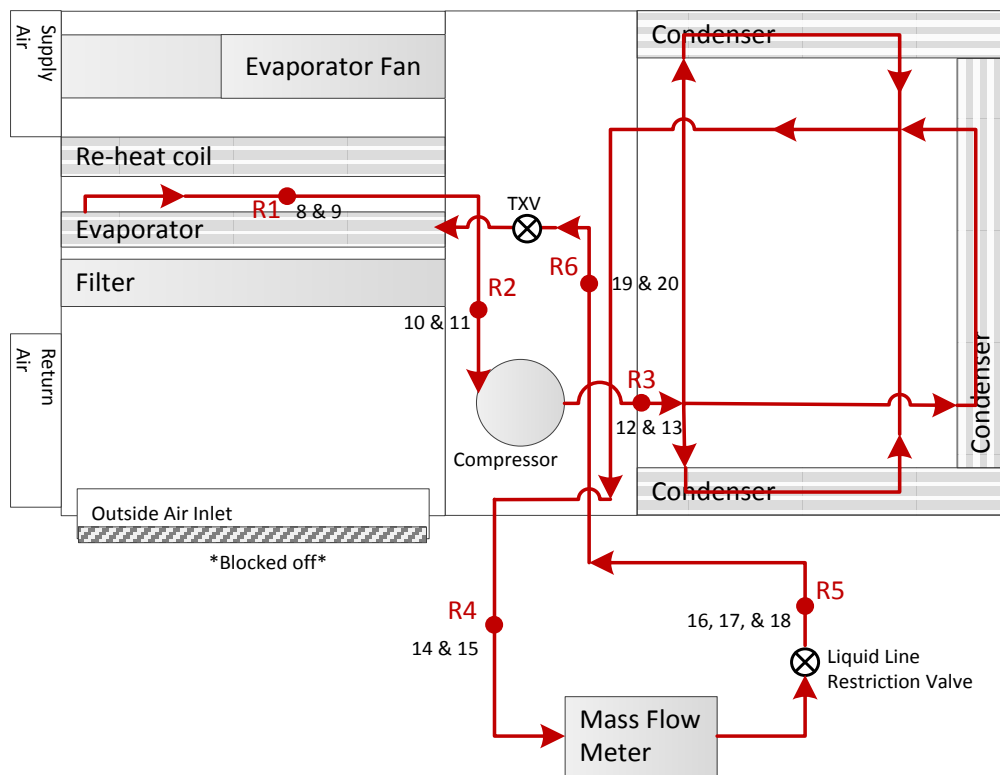 Supply
Air
Evaporator Fan
Condenser
Re-heat coil
R1
8 & 9
TXV
Evaporator
Filter
R2
10 & 11
R6
19 & 20
Return
Air
R3
12 & 13
Condenser
Compressor
Condenser
Outside Air Inlet
*Blocked off*
R4
14 & 15
R5
16, 17, & 18
Liquid Line
Restriction Valve
Mass Flow
Meter